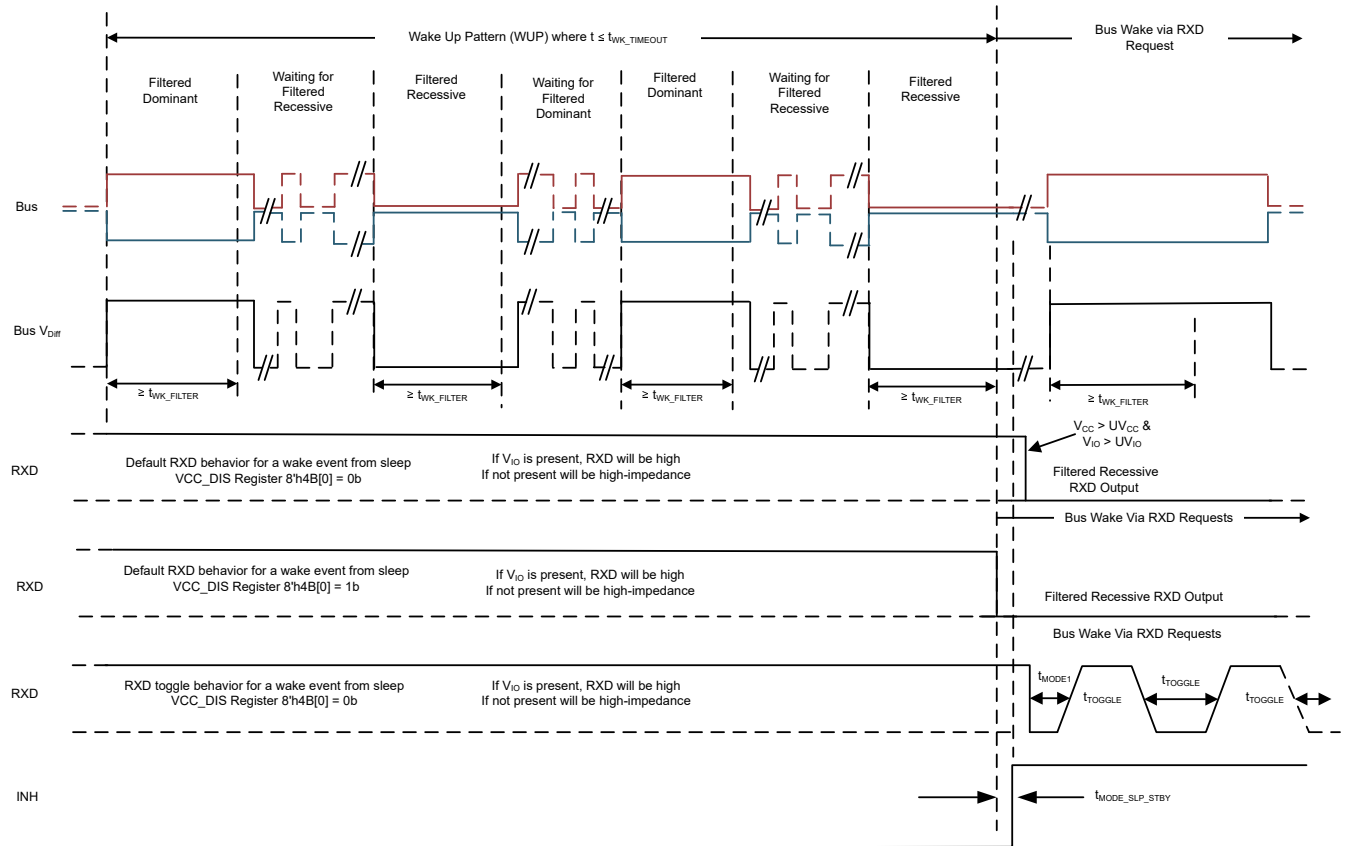 Wake Up Pattern (WUP) where t ≤ tWK_TIMEOUT
Bus Wake via RXD
Request
Filtered
Dominant
Waiting for
Filtered
Recessive
Filtered
Recessive
Waiting for
Filtered
Dominant
Filtered
Dominant
Waiting for
Filtered
Recessive
Filtered
Recessive
Bus
Bus VDiff
≥ tWK_FILTER
≥ tWK_FILTER
≥ tWK_FILTER
≥ tWK_FILTER
≥ tWK_FILTER
VCC > UVCC &
VIO > UVIO
RXD
Default RXD behavior for a wake event from sleep
VCC_DIS Register 8'h4B[0] = 0b
If VIO is present, RXD will be high
If not present will be high-impedance
Filtered Recessive
RXD Output
Bus Wake Via RXD Requests
RXD
Default RXD behavior for a wake event from sleep
VCC_DIS Register 8'h4B[0] = 1b
If VIO is present, RXD will be high
If not present will be high-impedance
Filtered Recessive RXD Output
Bus Wake Via RXD Requests
RXD
RXD toggle behavior for a wake event from sleep
VCC_DIS Register 8'h4B[0] = 0b
If VIO is present, RXD will be high
If not present will be high-impedance
tMODE1
tTOGGLE
tTOGGLE
tTOGGLE
INH
tMODE_SLP_STBY